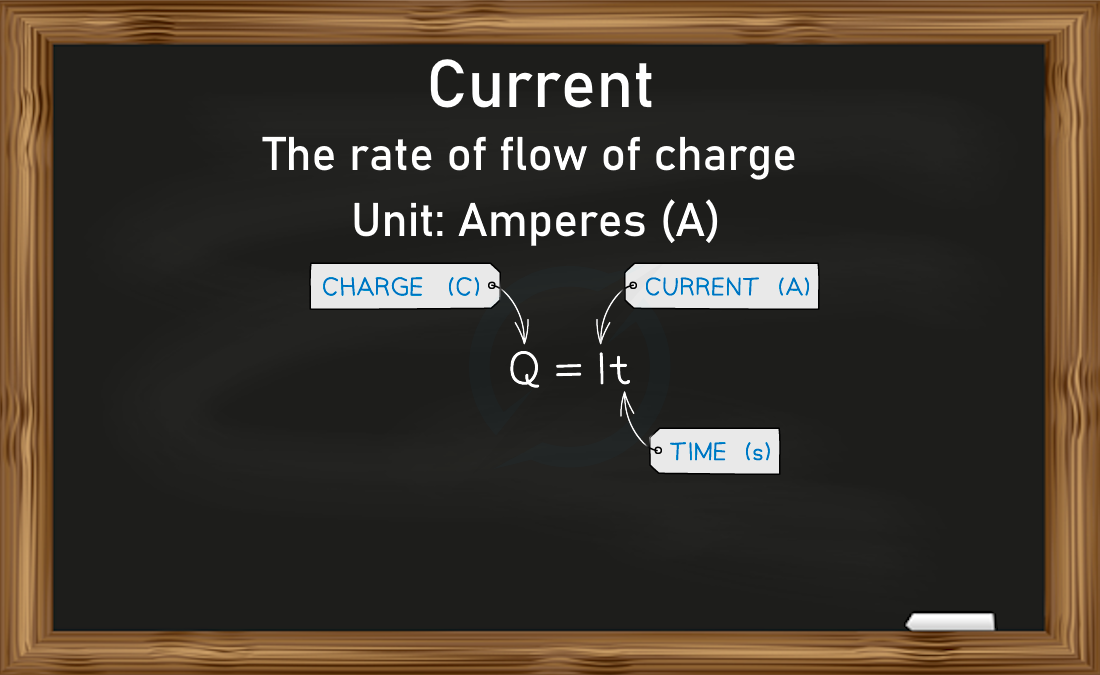 Current
The rate of flow of charge
Unit: Amperes (A)
CHARGE (C)
CURRENT (A)
Q = It
TIME (s)